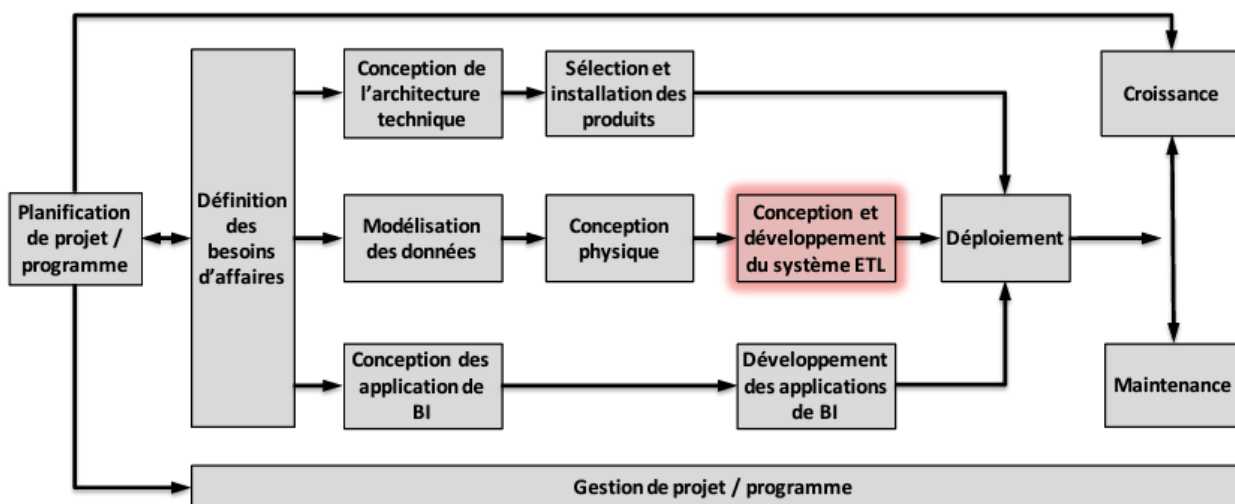 Conception de
l'architecture
technique
Sélection et
installation des
produits
Croissance
Planification
de projet /
programme
Définition
des
besoins
d'affaires
Modélisation
des données
Conception
physique
Conception et
développement
du système ETL
Déploiement
Conception des
application de
BI
Développement
des applications
de BI
Maintenance
Gestion de projet / programme